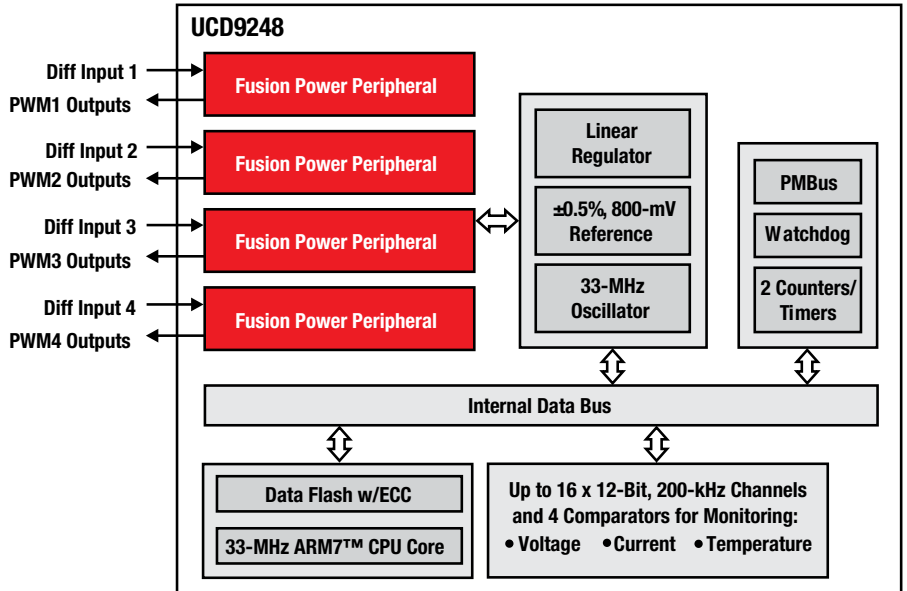 UCD9248
Diff Input 1
PWM1 Outputs
Fusion Power Peripheral
Diff Input 2
PWM2 Outputs
Fusion Power Peripheral
Diff Input 3
PWM3 Outputs
Fusion Power Peripheral
Diff Input 4
PWM4 Outputs
Fusion Power Peripheral
Linear
Regulator
±0.5%, 800-mV
Reference
33-MHz
Oscillator
PMBus
Watchdog
2 Counters/
Timers
Internal Data Bus
Data Flash w/ECC
33-MHz ARM7™ CPU Core
Up to 16 x 12-Bit, 200-kHz Channels
and 4 Comparators for Monitoring:
• Voltage • Current • Temperature